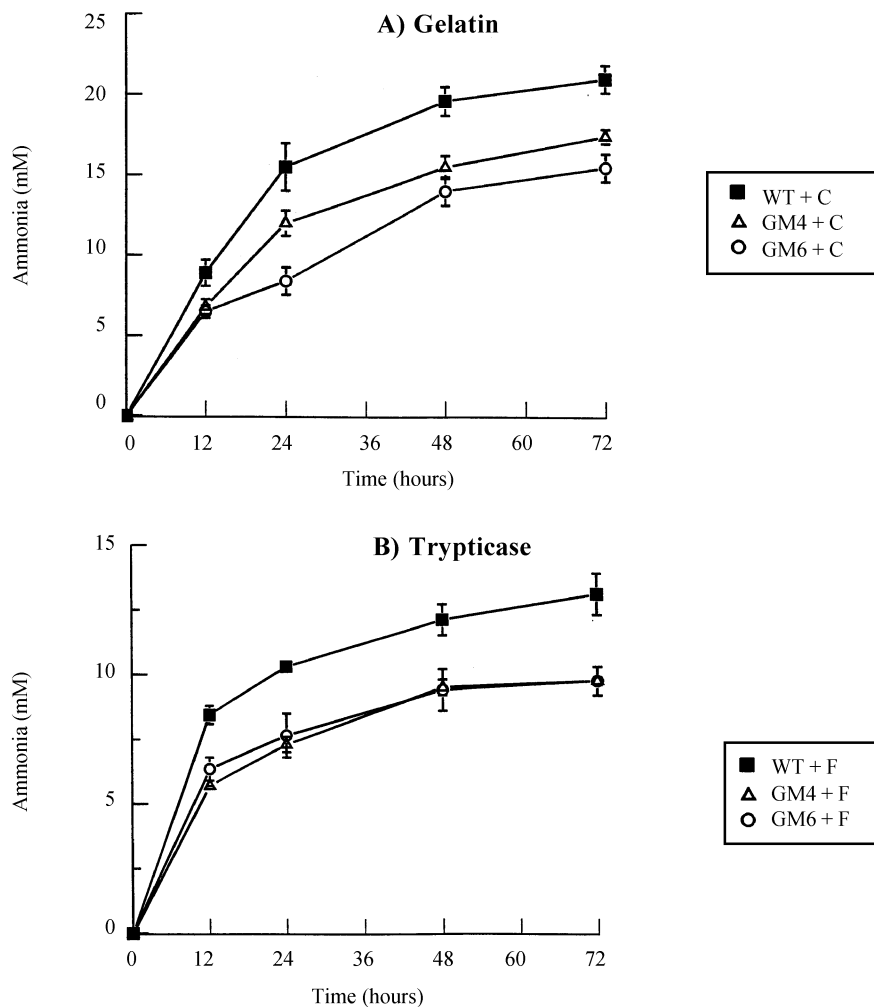 A) Gelatin
25
20
15
10
5
0
Ammonia (mM)
0 12 24 36 48 60 72
Time (hours)
WT + C
GM4 + C
GM6 + C
B) Trypticase
15
10
5
0
Ammonia (mM)
0 12 24 36 48 60 72
Time (hours)
WT + F
GM4 + F
GM6 + F